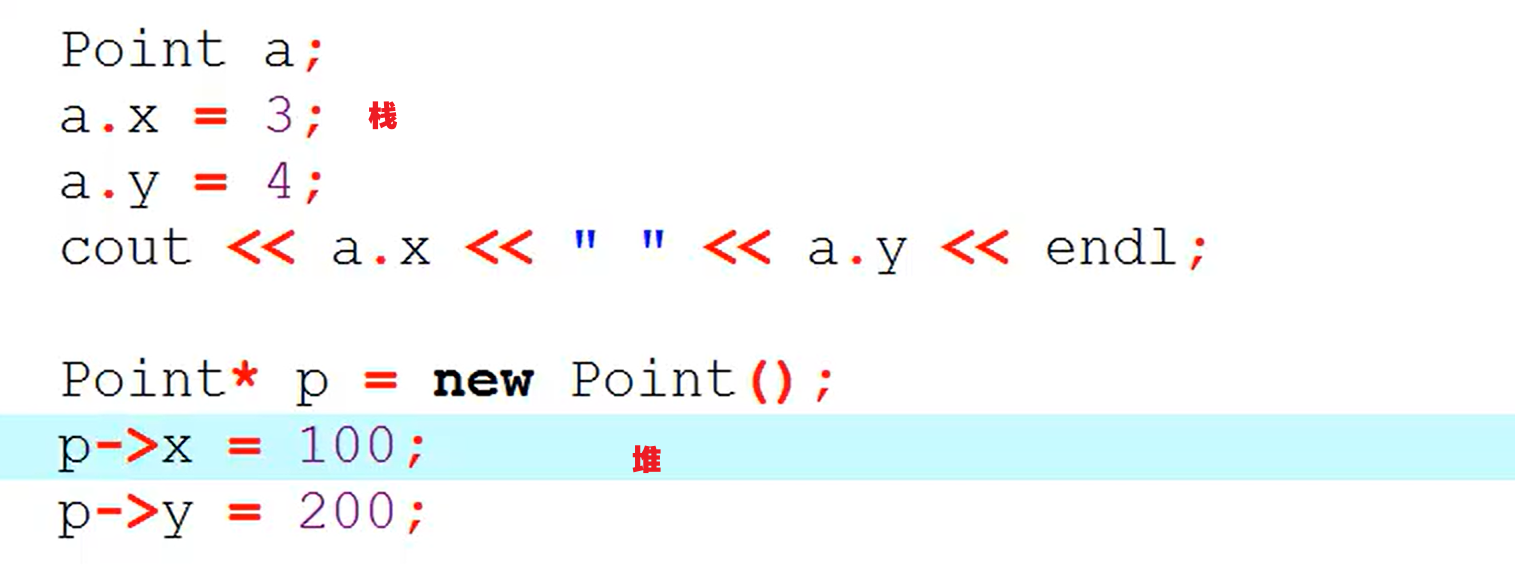 Point a;
a.x = 3; 栈
a.y = 4;
cout << a.x << " " << a.y << endl;
Point* p = new Point();
p->x = 100; 堆
p->y = 200;